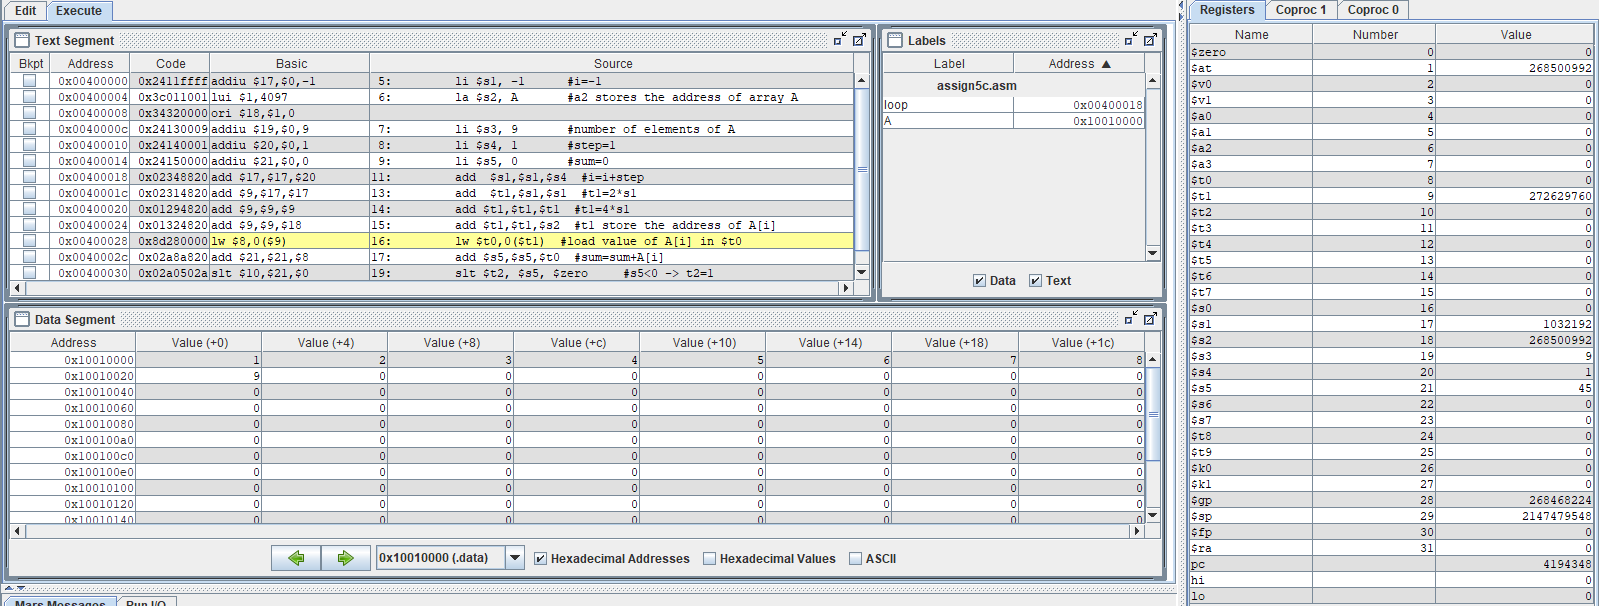 Edit Execute
Text Segment
Bkpt Address Code Basic Source
0x00400000 0x2411ffff addiu $17,$0,-1 5: li $s1, -1 #i=-1
0x00400004 0x3c011001 lui $1,4097 6: la $s2, A #a2 stores the address of array A
0x00400008 0x34320000 ori $18,$1,0
0x0040000c 0x24130009 addiu $19,$0,9 7: li $s3, 9 #number of elements of A
0x00400010 0x24140001 addiu $20,$0,1 8: li $s4, 1 #step=1
0x00400014 0x24150000 addiu $21,$0,0 9: li $s5, 0 #sum=0
0x00400018 0x02348820 add $17,$17,$20 11: add $s1,$s1,$s4 #i=i+step
0x0040001c 0x02314820 add $9,$17,$17 13: add $t1,$s1,$s1 #t1=2*s1
0x00400020 0x01294820 add $9,$9,$9 14: add $t1,$t1,$t1 #t1=4*s1
0x00400024 0x01324820 add $9,$9,$18 15: add $t1,$t1,$s2 #t1 store the address of A[i]
0x00400028 0x8d280000 lw $8,0($9) 16: lw $t0,0($t1) #load value of A[i] in $t0
0x0040002c 0x02a8a820 add $21,$21,$8 17: add $s5,$s5,$t0 #sum=sum+A[i]
0x00400030 0x02a0502a slt $10,$21,$0 19: slt $t2, $s5, $zero #s5<0 -> t2=1
Labels
Label Address ▲
assign5c.asm
loop 0x00400018
A 0x10010000
Data Text
Data Segment
Address Value (+0) Value (+4) Value (+8) Value (+c) Value (+10) Value (+14) Value (+18) Value (+1c)
0x10010000 1 2 3 4 5 6 7 8
0x10010020 9 0 0 0 0 0 0 0
0x10010040 0 0 0 0 0 0 0 0
0x10010060 0 0 0 0 0 0 0 0
0x10010080 0 0 0 0 0 0 0 0
0x100100a0 0 0 0 0 0 0 0 0
0x100100c0 0 0 0 0 0 0 0 0
0x100100e0 0 0 0 0 0 0 0 0
0x10010100 0 0 0 0 0 0 0 0
0x10010120 0 0 0 0 0 0 0 0
0x10010140 0 0 0 0 0 0 0 0
0x10010000 (.data) Hexadecimal Addresses Hexadecimal Values ASCII
Mars Messages Run I/O
Registers Coproc 1 Coproc 0
Name Number Value
$zero 0 0
$at 1 268500992
$v0 2 0
$v1 3 0
$a0 4 0
$a1 5 0
$a2 6 0
$a3 7 0
$t0 8 0
$t1 9 272629760
$t2 10 0
$t3 11 0
$t4 12 0
$t5 13 0
$t6 14 0
$t7 15 0
$s0 16 0
$s1 17 1032192
$s2 18 268500992
$s3 19 9
$s4 20 1
$s5 21 45
$s6 22 0
$s7 23 0
$t8 24 0
$t9 25 0
$k0 26 0
$k1 27 0
$gp 28 268468224
$sp 29 2147479548
$fp 30 0
$ra 31 0
pc 4194348
hi 0
lo 0